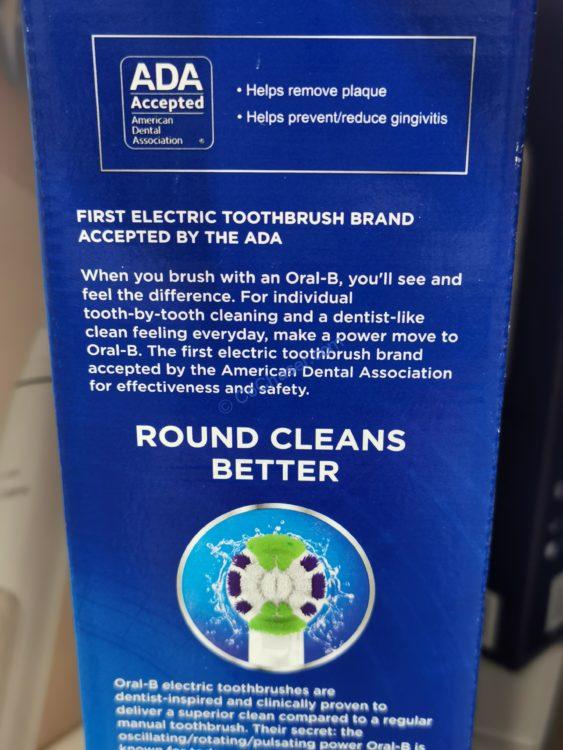 ADA
Accepted
American
Dental
Association ®
• Helps remove plaque
• Helps prevent/reduce gingivitis
FIRST ELECTRIC TOOTHBRUSH BRAND
ACCEPTED BY THE ADA
When you brush with an Oral-B, you'll see and
feel the difference. For individual
tooth-by-tooth cleaning and a dentist-like
clean feeling everyday, make a power move to
Oral-B. The first electric toothbrush brand
accepted by the American Dental Association
for effectiveness and safety.
ROUND CLEANS
BETTER
Oral-B electric toothbrushes are
dentist-inspired and clinically proven to
deliver a superior clean compared to a regular
manual toothbrush. Their secret: the
oscillating/rotating/pulsating power Oral-B is
known for